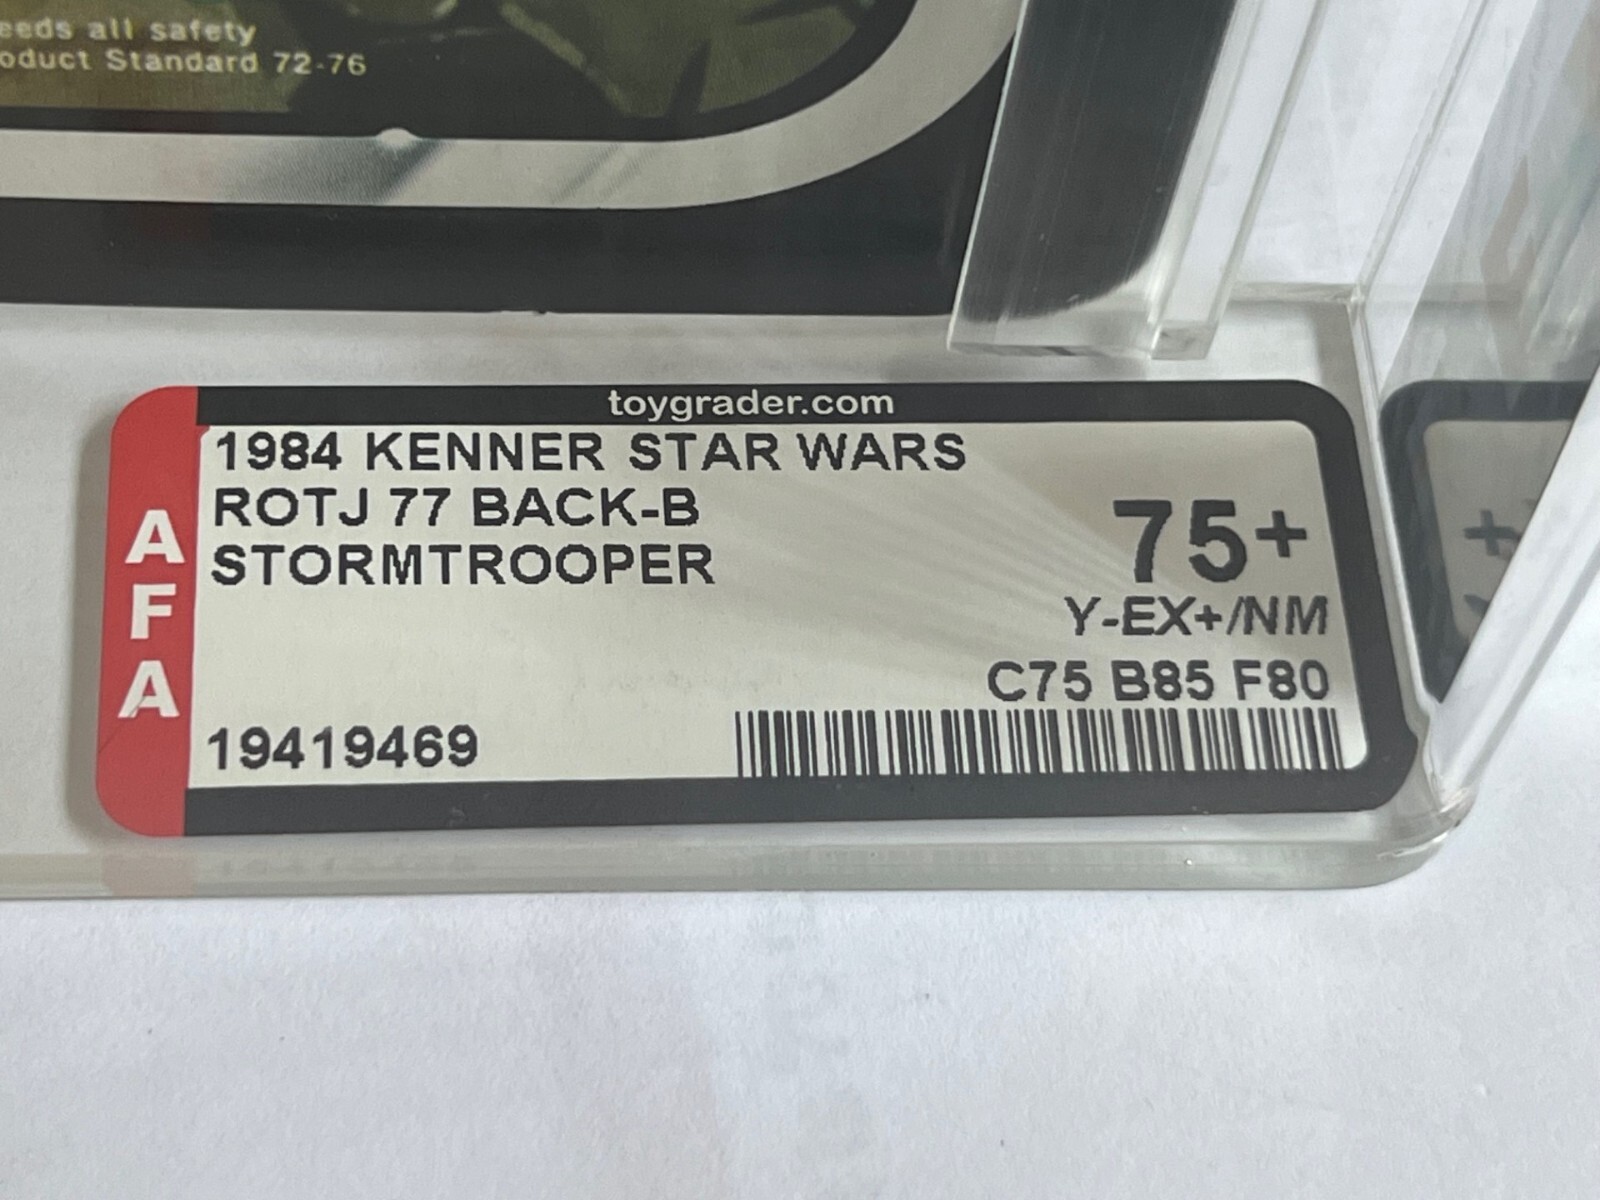 eeds all safety
oduct Standard 72-76
toygrader.com
1984 KENNER STAR WARS
ROTJ 77 BACK-B
STORMTROOPER
75+
Y-EX+/NM
C75 B85 F80
19419469
AFA